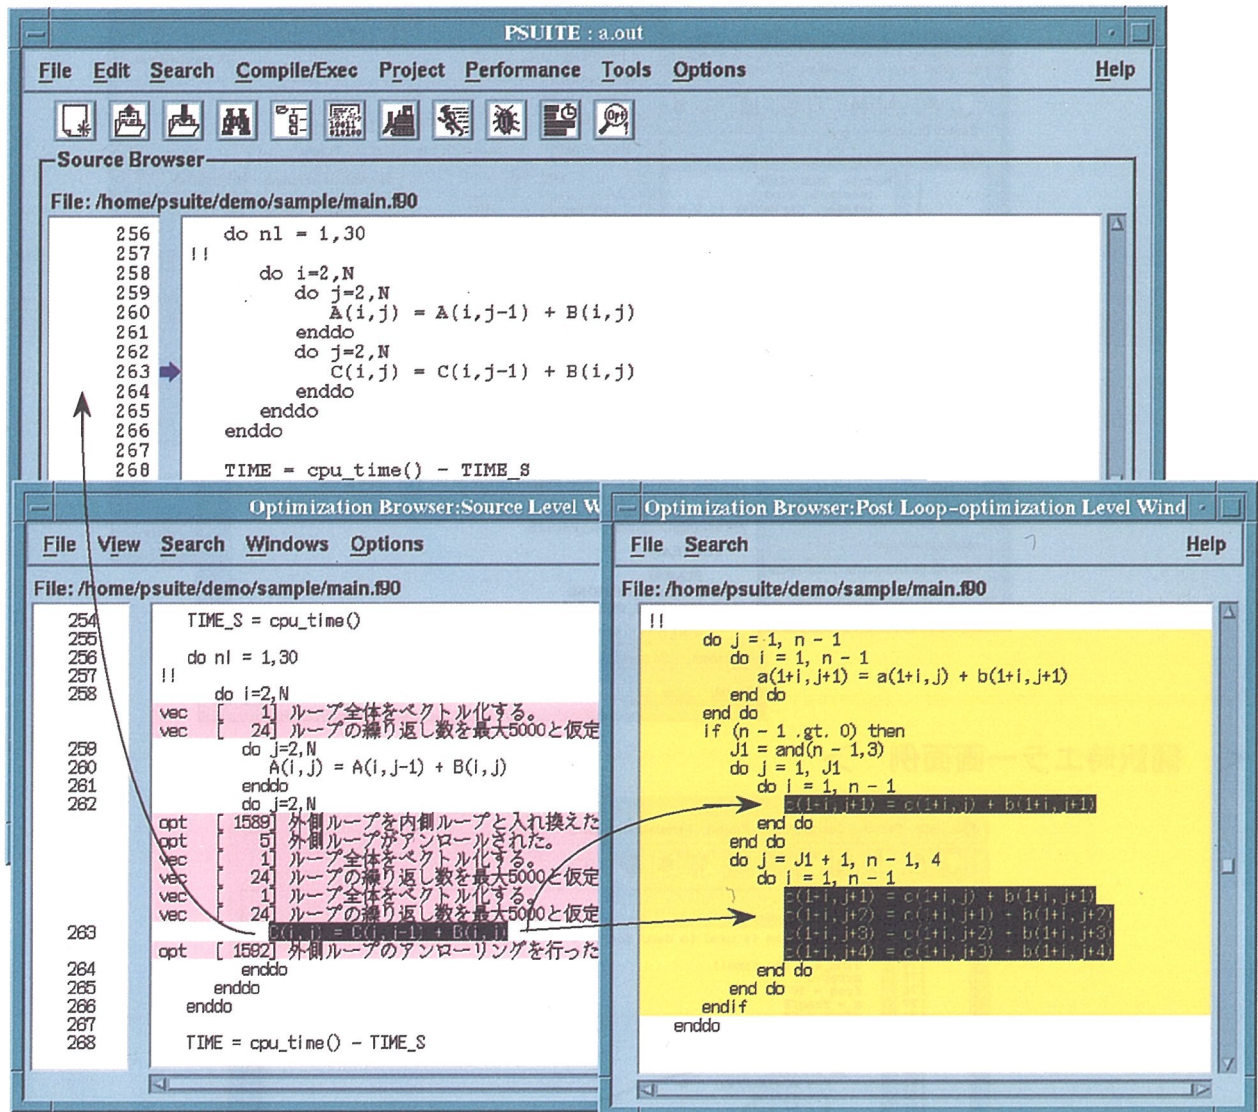 PSUITE : a.out
File Edit Search Compile/Exec Project Performance Tools Options Help
Source Browser
File: /home/psuite/demo/sample/main.f90
256 do nl = 1,30
257 !!
258 do i=2,N
259 do j=2,N
260 A(i,j) = A(i,j-1) + B(i,j)
261 enddo
262 do j=2,N
263 C(i,j) = C(i,j-1) + B(i,j)
264 enddo
265 enddo
266 enddo
267
268 TIME = cpu_time() - TIME_S
Optimization Browser:Source Level W
File View Search Windows Options
File: /home/psuite/demo/sample/main.f90
254 TIME_S = cpu_time()
255
256 do nl = 1,30
257 !!
258 do i=2,N
vec [ 1] ループ全体をベクトル化する。
vec [ 24] ループの繰り返し数を最大5000と仮定
259 do j=2,N
260 A(i,j) = A(i,j-1) + B(i,j)
261 enddo
262 do j=2,N
opt [ 1589] 外側ループを内側ループと入れ換えた
opt [ 5] 外側ループがアンロールされた。
vec [ 1] ループ全体をベクトル化する。
vec [ 24] ループの繰り返し数を最大5000と仮定
vec [ 1] ループ全体をベクトル化する。
vec [ 24] ループの繰り返し数を最大5000と仮定
263 C(i,j) = C(i,j-1) + B(i,j)
opt [ 1592] 外側ループのアンローリングを行った
264 enddo
265 enddo
266 enddo
267
268 TIME = cpu_time() - TIME_S
Optimization Browser:Post Loop-optimization Level Wind
File Search Help
File: /home/psuite/demo/sample/main.f90
!!
do j = 1, n - 1
do i = 1, n - 1
a(1+i,j+1) = a(1+i,j) + b(1+i,j+1)
end do
end do
if (n - 1 .gt. 0) then
J1 = and(n - 1,3)
do j = 1, J1
do i = 1, n - 1
c(1+i,j+1) = c(1+i,j) + b(1+i,j+1)
end do
end do
do j = J1 + 1, n - 1, 4
do i = 1, n - 1
c(1+i,j+1) = c(1+i,j) + b(1+i,j+1)
c(1+i,j+2) = c(1+i,j+1) + b(1+i,j+2)
c(1+i,j+3) = c(1+i,j+2) + b(1+i,j+3)
c(1+i,j+4) = c(1+i,j+3) + b(1+i,j+4)
end do
end do
endif
enddo